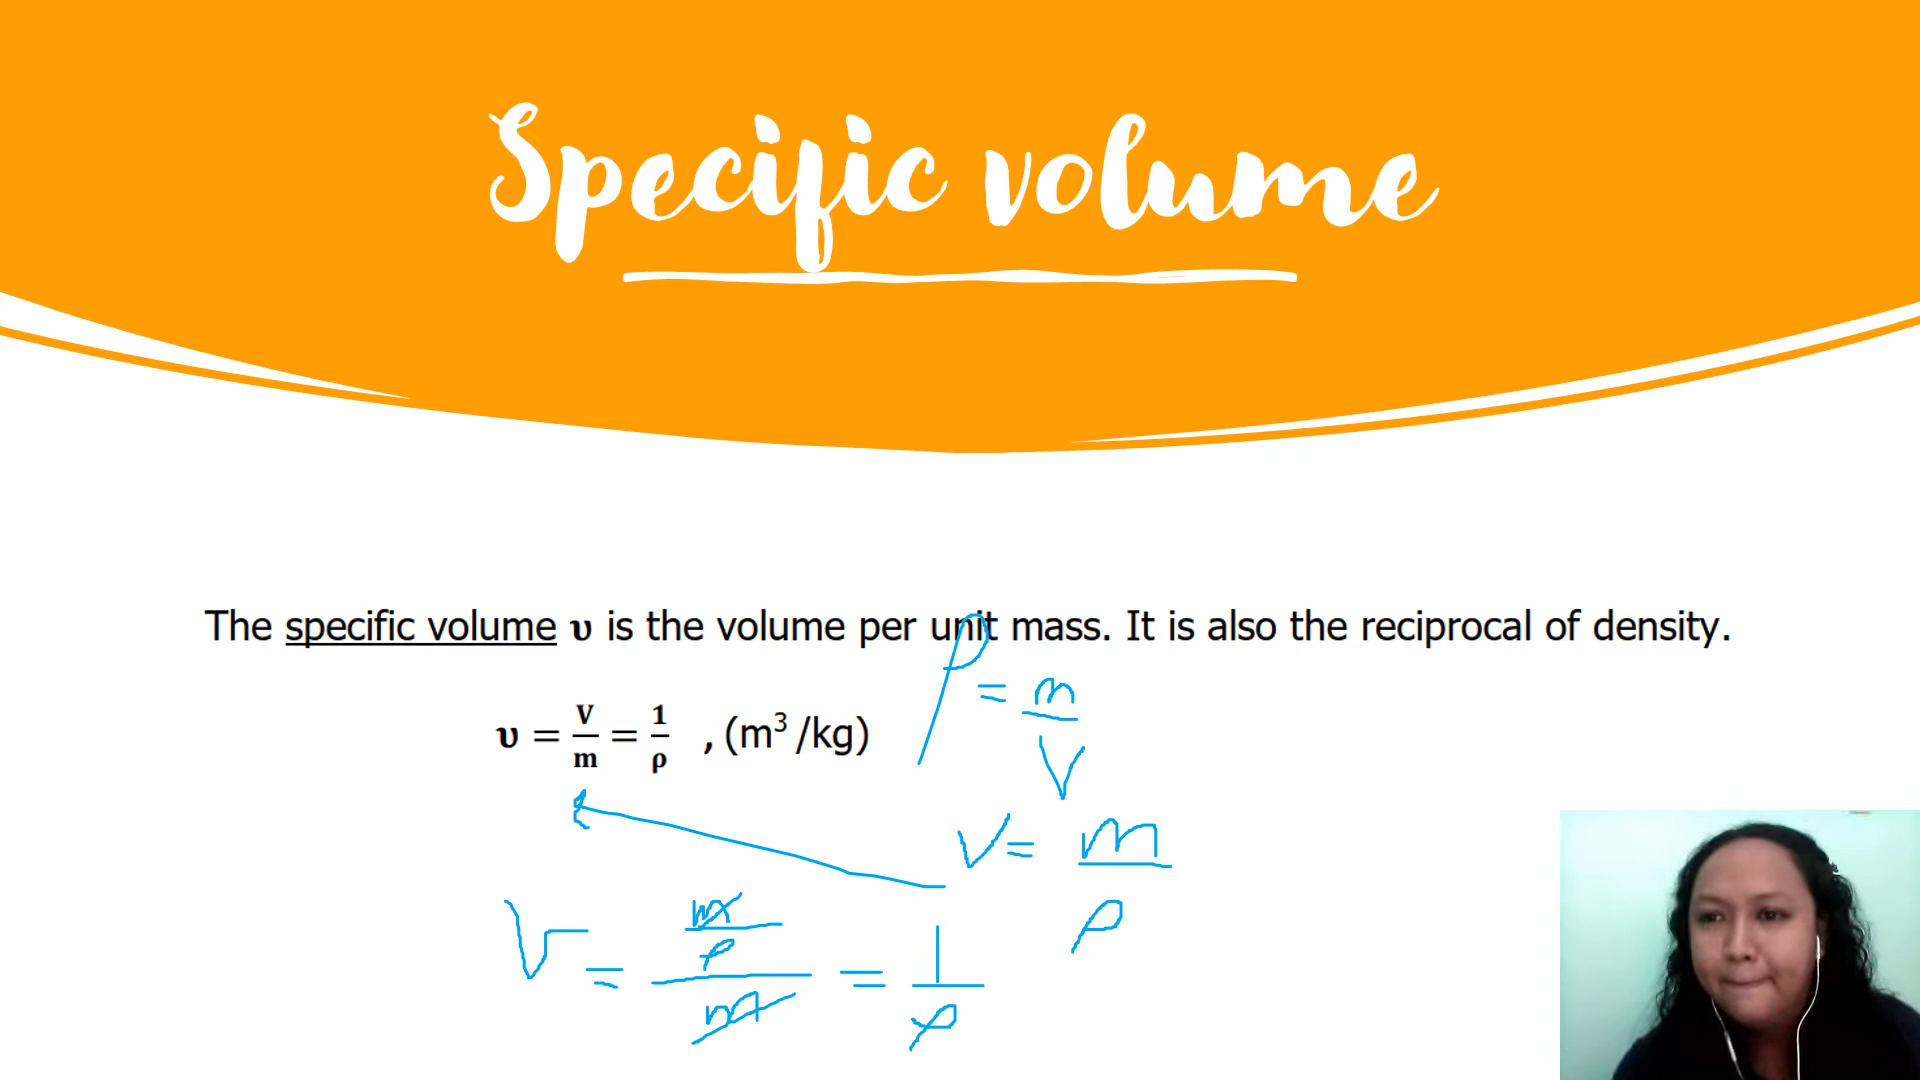 Specific volume
The specific volume υ is the volume per unit mass. It is also the reciprocal of density.
υ = V/m = 1/ρ , (m³/kg)
ρ = m/V
V = m/ρ
υ = (m/ρ)/m = 1/ρ